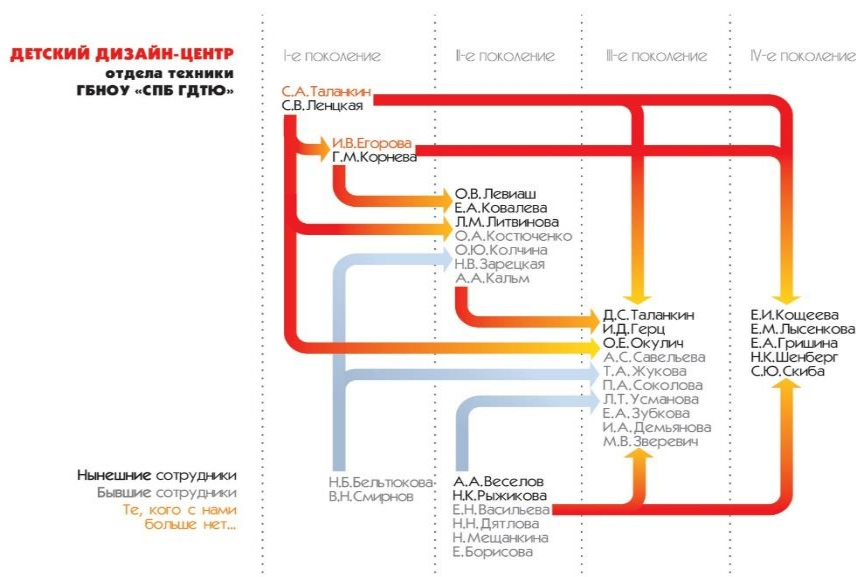 ДЕТСКИЙ ДИЗАЙН-ЦЕНТР
отдела техники
ГБНОУ «СПБ ГДТЮ»
I-е поколение
II-е поколение
III-е поколение
IV-е поколение
С.А.Таланкин
С.В.Ленцкая
И.В.Егорова
Г.М.Корнева
О.В.Левиаш
Е.А.Ковалева
Л.М.Литвинова
О.А.Костюченко
О.Ю.Колчина
Н.В.Зарецкая
А.А.Кальм
Д.С.Таланкин
И.Д.Герц
О.Е.Окулич
А.С.Савельева
Т.А.Жукова
П.А.Соколова
Л.Т.Усманова
Е.А.Зубкова
И.А.Демьянова
М.В.Зверевич
Е.И.Кощеева
Е.М.Лысенкова
Е.А.Гришина
Н.К.Шенберг
С.Ю.Скиба
Нынешние сотрудники
Бывшие сотрудники
Те, кого с нами
больше нет...
Н.Б.Бельтюкова
В.Н.Смирнов
А.А.Веселов
Н.К.Рыжикова
Е.Н.Васильева
Н.Н.Дятлова
Н.Мещанкина
Е.Борисова